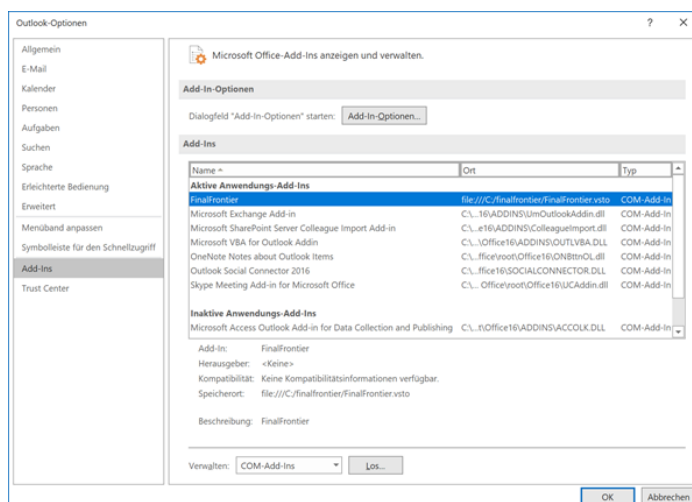 Outlook-Optionen ? ×
Allgemein
E-Mail
Kalender
Personen
Aufgaben
Suchen
Sprache
Erleichterte Bedienung
Erweitert
Menüband anpassen
Symbolleiste für den Schnellzugriff
Add-Ins
Trust Center
Microsoft Office-Add-Ins anzeigen und verwalten.
Add-In-Optionen
Dialogfeld "Add-In-Optionen" starten: Add-In-Optionen...
Add-Ins
Name Ort Typ
Aktive Anwendungs-Add-Ins
FinalFrontier file:///C:/finalfrontier/FinalFrontier.vsto COM-Add-In
Microsoft Exchange Add-in C:\...16\ADDINS\UmOutlookAddin.dll COM-Add-In
Microsoft SharePoint Server Colleague Import Add-in C:\...e16\ADDINS\ColleagueImport.dll COM-Add-In
Microsoft VBA for Outlook Addin C:\...\Office16\ADDINS\OUTLVBA.DLL COM-Add-In
OneNote Notes about Outlook Items C:\...ffice\root\Office16\ONBttnOL.dll COM-Add-In
Outlook Social Connector 2016 C:\...ffice16\SOCIALCONNECTOR.DLL COM-Add-In
Skype Meeting Add-in for Microsoft Office C:\... Office\root\Office16\UCAddin.dll COM-Add-In
Inaktive Anwendungs-Add-Ins
Microsoft Access Outlook Add-in for Data Collection and Publishing C:\...t\Office16\ADDINS\ACCOLK.DLL COM-Add-In
Add-In: FinalFrontier
Herausgeber: <Keine>
Kompatibilität: Keine Kompatibilitätsinformationen verfügbar.
Speicherort: file:///C:/finalfrontier/FinalFrontier.vsto
Beschreibung: FinalFrontier
Verwalten: COM-Add-Ins Los...
OK Abbrechen